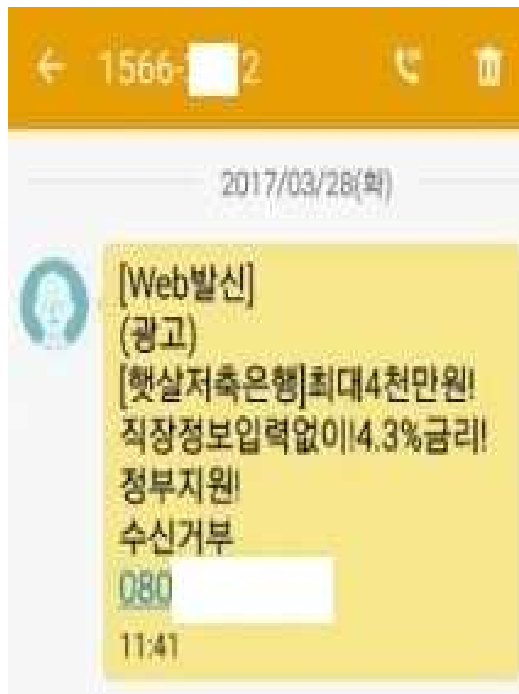 1566- 2
2017/03/28(화)
[Web발신]
(광고)
[햇살저축은행]최대4천만원!
직장정보입력없이!4.3%금리!
정부지원!
수신거부
080
11:41